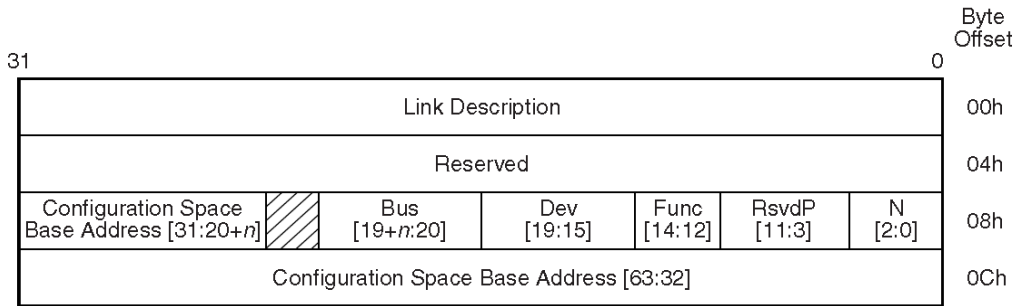 Byte
Offset
31 0
Link Description 00h
Reserved 04h
Configuration Space Bus Dev Func RsvdP N
Base Address [31:20+n] [19+n:20] [19:15] [14:12] [11:3] [2:0] 08h
Configuration Space Base Address [63:32] 0Ch